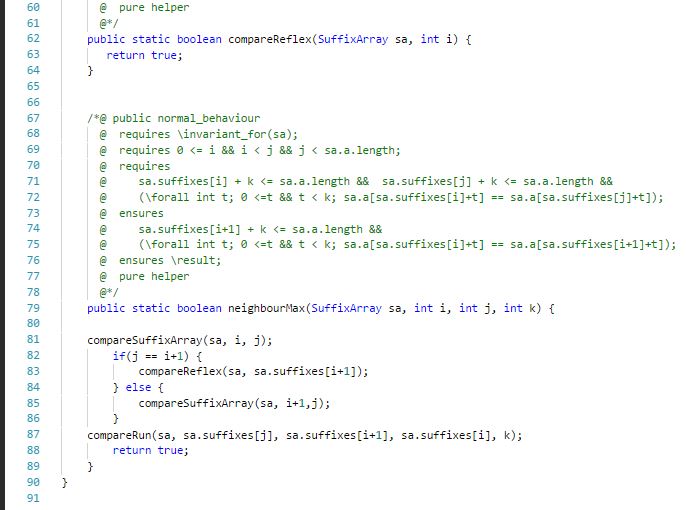 60 @ pure helper
61 @*/
62 public static boolean compareReflex(SuffixArray sa, int i) {
63 return true;
64 }
65
66
67 /*@ public normal_behaviour
68 @ requires \invariant_for(sa);
69 @ requires 0 <= i && i < j && j < sa.a.length;
70 @ requires
71 @ sa.suffixes[i] + k <= sa.a.length && sa.suffixes[j] + k <= sa.a.length &&
72 @ (\forall int t; 0 <=t && t < k; sa.a[sa.suffixes[i]+t] == sa.a[sa.suffixes[j]+t]);
73 @ ensures
74 @ sa.suffixes[i+1] + k <= sa.a.length &&
75 @ (\forall int t; 0 <=t && t < k; sa.a[sa.suffixes[i]+t] == sa.a[sa.suffixes[i+1]+t]);
76 @ ensures \result;
77 @ pure helper
78 @*/
79 public static boolean neighbourMax(SuffixArray sa, int i, int j, int k) {
80
81 compareSuffixArray(sa, i, j);
82 if(j == i+1) {
83 compareReflex(sa, sa.suffixes[i+1]);
84 } else {
85 compareSuffixArray(sa, i+1,j);
86 }
87 compareRun(sa, sa.suffixes[j], sa.suffixes[i+1], sa.suffixes[i], k);
88 return true;
89 }
90 }
91